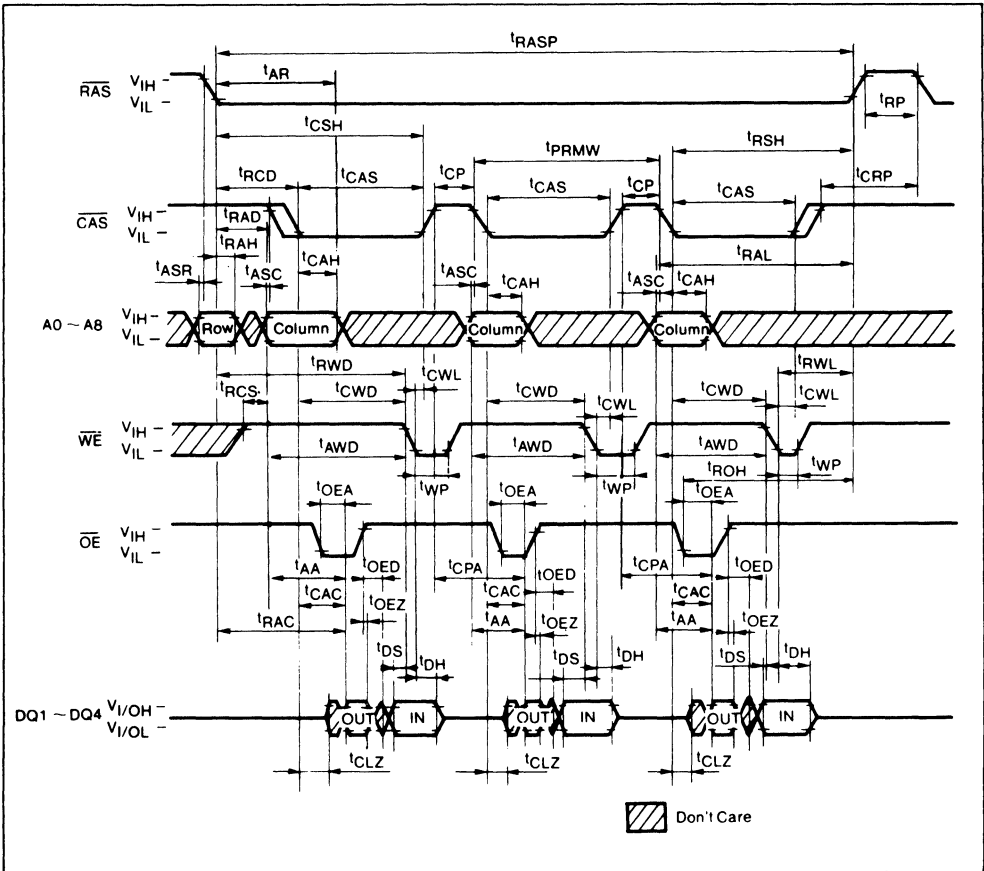 tRASP
tAR
RAS VIH –
VIL –
tRP
tCSH
tPRMW
tRSH
tRCD tCAS tCP tCAS tCP tCAS tCRP
CAS VIH –
VIL –
tRAD
tRAH
tRAL
tASR tASC tCAH tASC tCAH tASC tCAH
A0 ~ A8 VIH –
VIL –
Row Column Column Column
tRWD tRWL
tRCS tCWD tCWL tCWD tCWL tCWD tCWL
WE VIH –
VIL –
tAWD tAWD tAWD
tWP tWP tROH tWP
tOEA tOEA tOEA
OE VIH –
VIL –
tAA tOED tCPA tOED tCPA tOED
tCAC tCAC tCAC
tRAC tOEZ tAA tOEZ tAA tOEZ
tDS tDH tDS tDH tDS tDH
DQ1 ~ DQ4 VI/OH –
VI/OL –
OUT IN OUT IN OUT IN
tCLZ tCLZ tCLZ
Don't Care